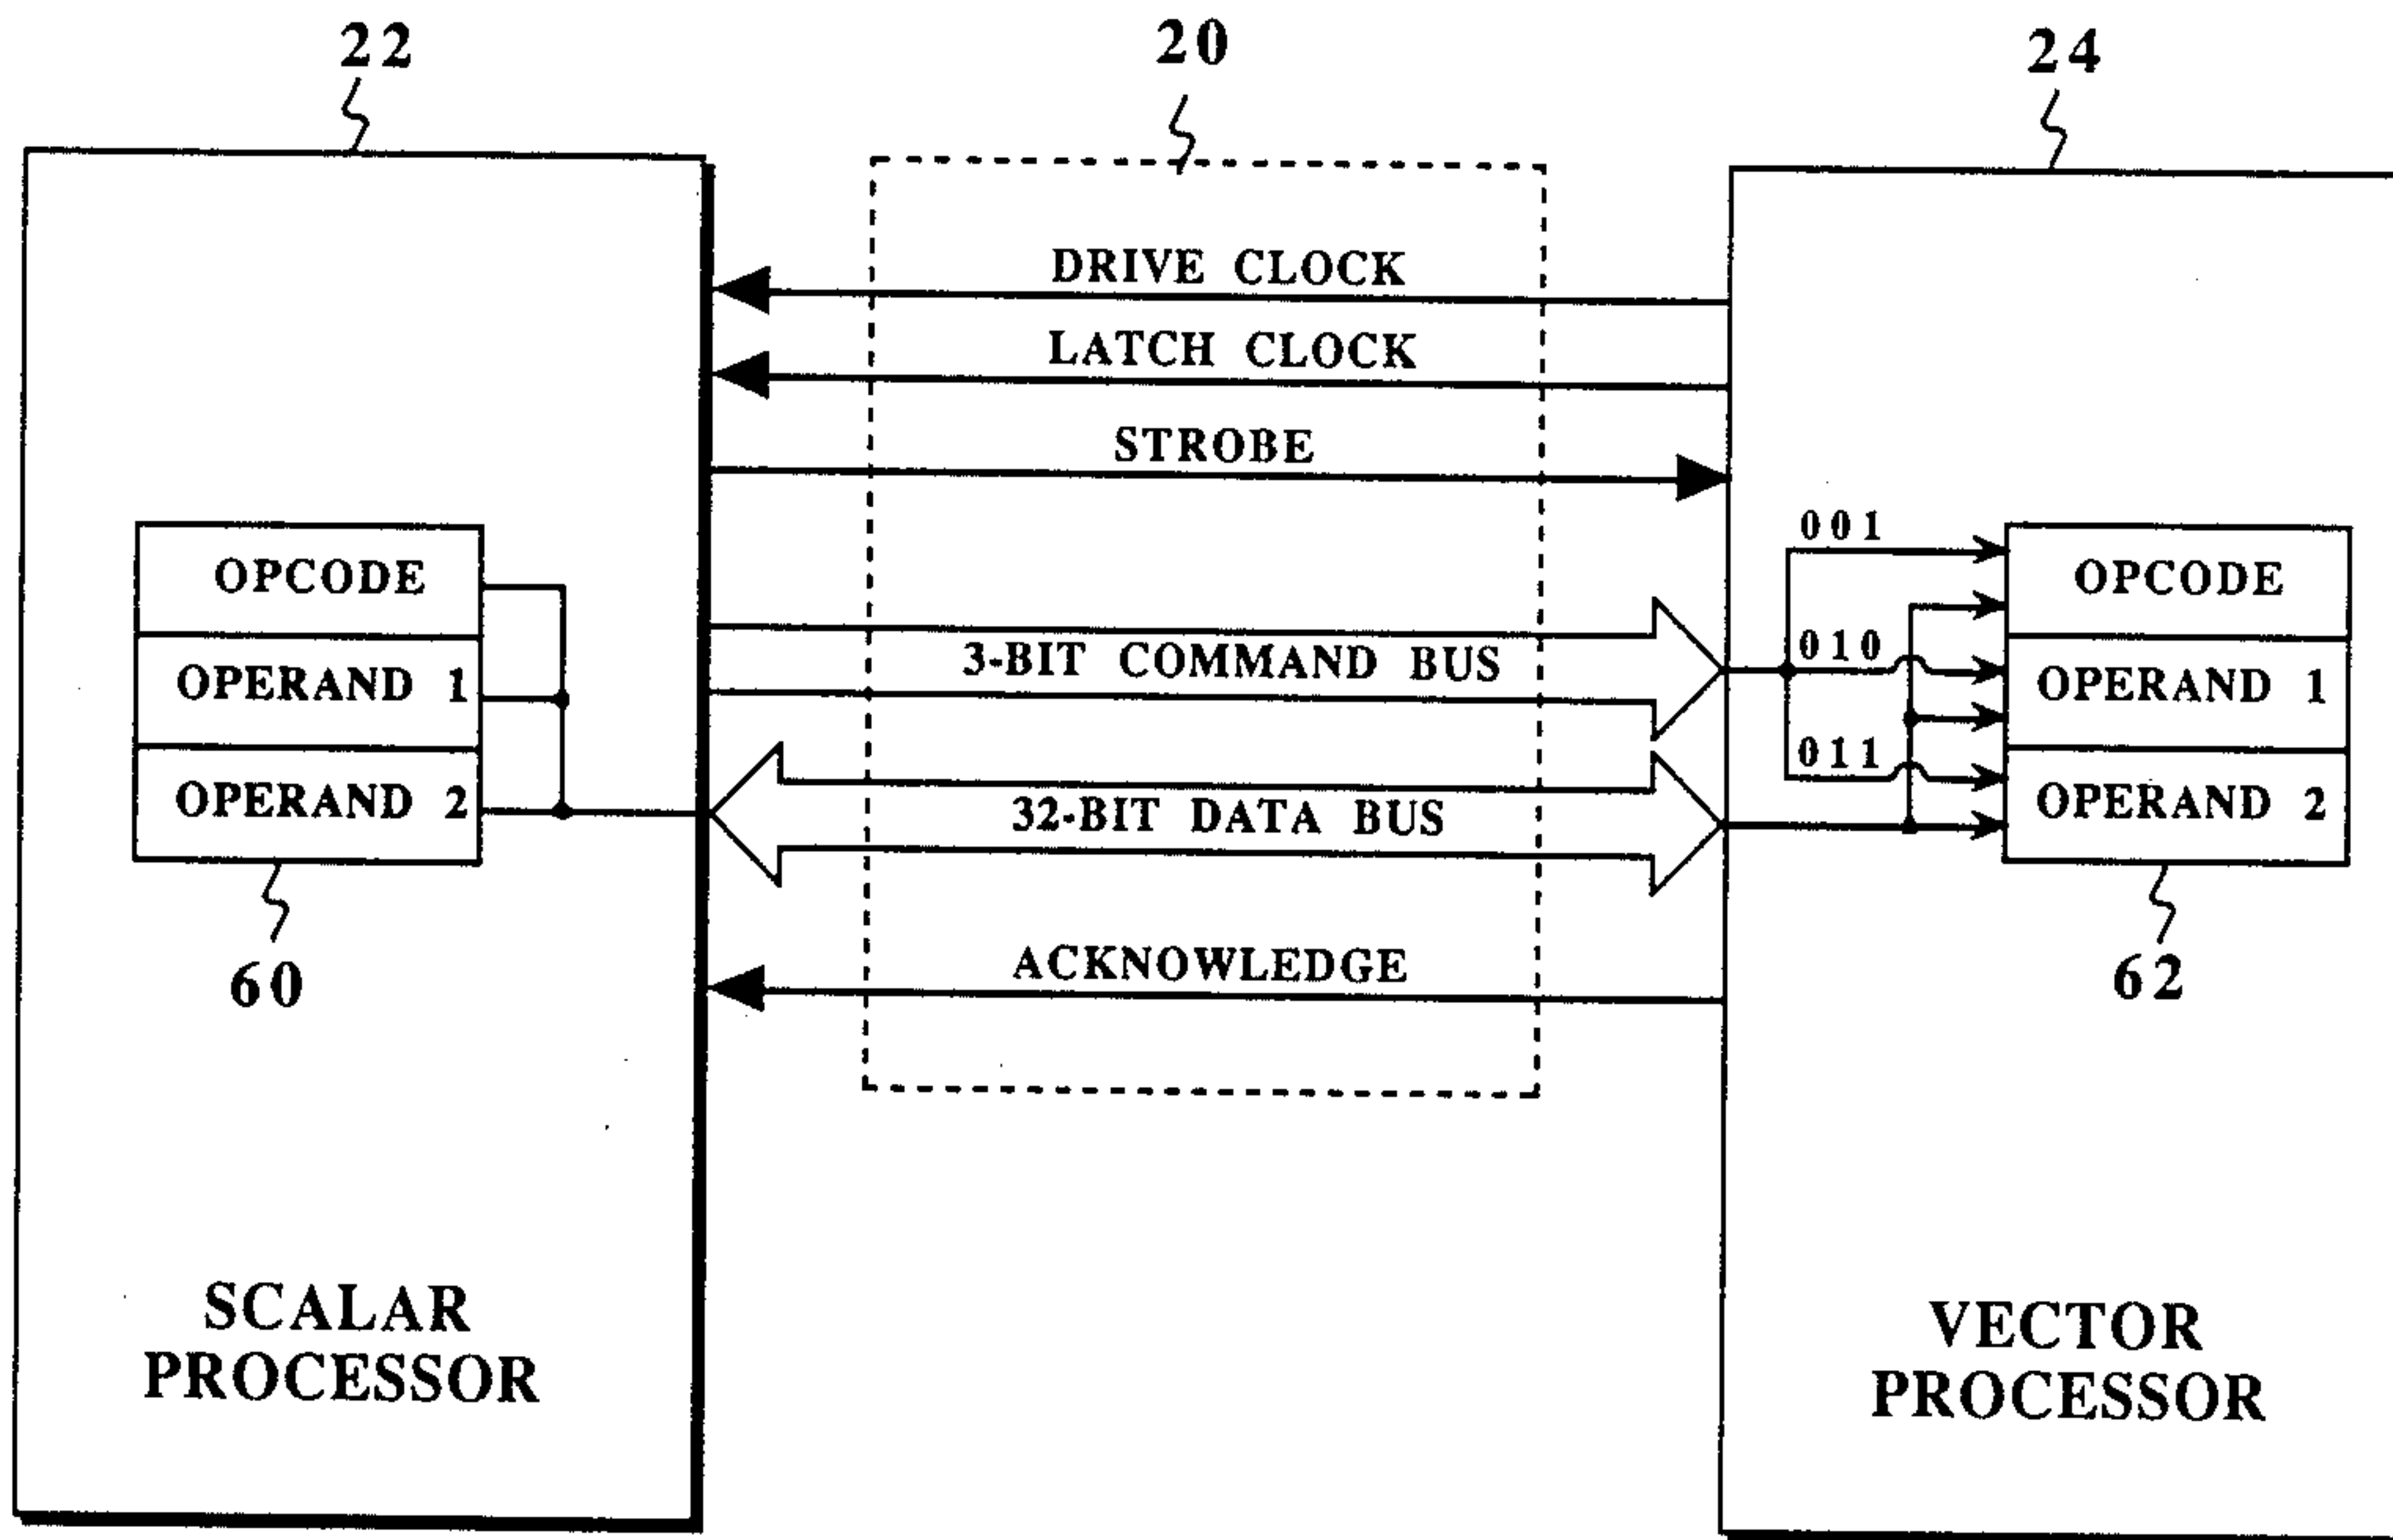 22
20
24
DRIVE CLOCK
LATCH CLOCK
STROBE
001
OPCODE
OPCODE
3-BIT COMMAND BUS
010
OPERAND 1
OPERAND 1
011
OPERAND 2
32-BIT DATA BUS
OPERAND 2
ACKNOWLEDGE
60
62
SCALAR
PROCESSOR
VECTOR
PROCESSOR